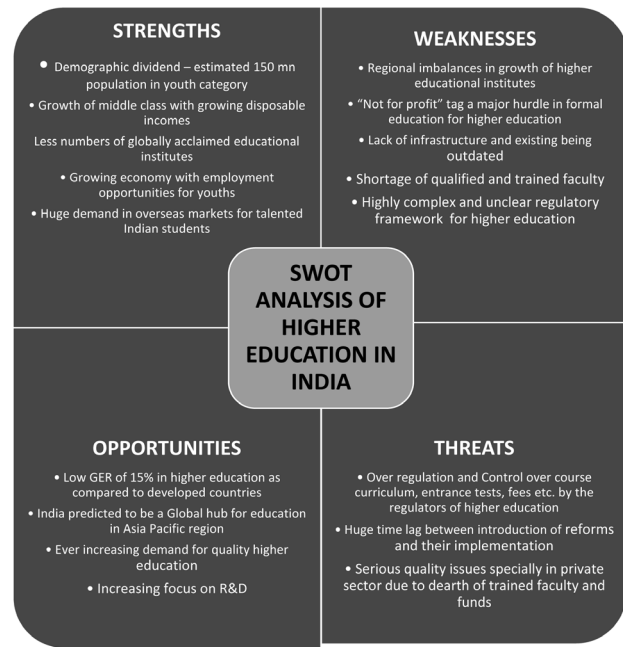 STRENGTHS
• Demographic dividend – estimated 150 mn
population in youth category
• Growth of middle class with growing disposable
incomes
Less numbers of globally acclaimed educational
institutes
• Growing economy with employment
opportunities for youths
• Huge demand in overseas markets for talented
Indian students
WEAKNESSES
• Regional imbalances in growth of higher
educational institutes
• “Not for profit” tag a major hurdle in formal
education for higher education
• Lack of infrastructure and existing being
outdated
• Shortage of qualified and trained faculty
• Highly complex and unclear regulatory
framework for higher education
SWOT
ANALYSIS OF
HIGHER
EDUCATION IN
INDIA
OPPORTUNITIES
• Low GER of 15% in higher education as
compared to developed countries
• India predicted to be a Global hub for education
in Asia Pacific region
• Ever increasing demand for quality higher
education
• Increasing focus on R&D
THREATS
• Over regulation and Control over course
curriculum, entrance tests, fees etc. by the
regulators of higher education
• Huge time lag between introduction of reforms
and their implementation
• Serious quality issues specially in private
sector due to dearth of trained faculty and
funds